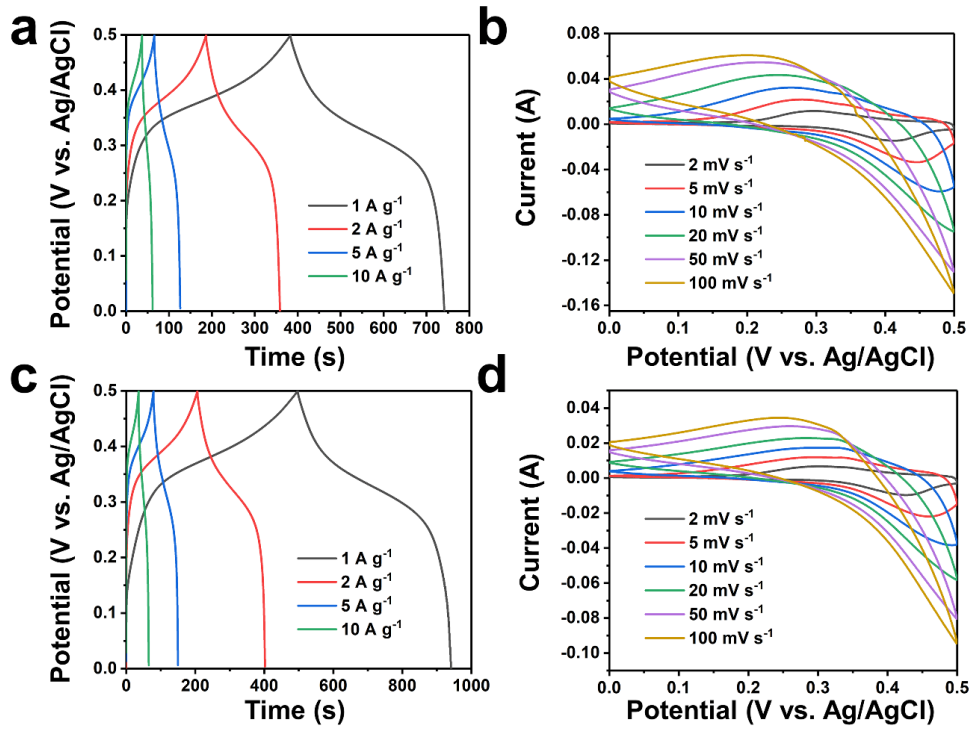 a
Potential (V vs. Ag/AgCl)
0.5
0.4
0.3
0.2
0.1
0.0
1 A g⁻¹
2 A g⁻¹
5 A g⁻¹
10 A g⁻¹
0 100 200 300 400 500 600 700 800
Time (s)
b
Current (A)
0.08
0.04
0.00
-0.04
-0.08
-0.12
-0.16
2 mV s⁻¹
5 mV s⁻¹
10 mV s⁻¹
20 mV s⁻¹
50 mV s⁻¹
100 mV s⁻¹
0.0 0.1 0.2 0.3 0.4 0.5
Potential (V vs. Ag/AgCl)
c
Potential (V vs. Ag/AgCl)
0.5
0.4
0.3
0.2
0.1
0.0
1 A g⁻¹
2 A g⁻¹
5 A g⁻¹
10 A g⁻¹
0 200 400 600 800 1000
Time (s)
d
Current (A)
0.04
0.02
0.00
-0.02
-0.04
-0.06
-0.08
-0.10
2 mV s⁻¹
5 mV s⁻¹
10 mV s⁻¹
20 mV s⁻¹
50 mV s⁻¹
100 mV s⁻¹
0.0 0.1 0.2 0.3 0.4 0.5
Potential (V vs. Ag/AgCl)